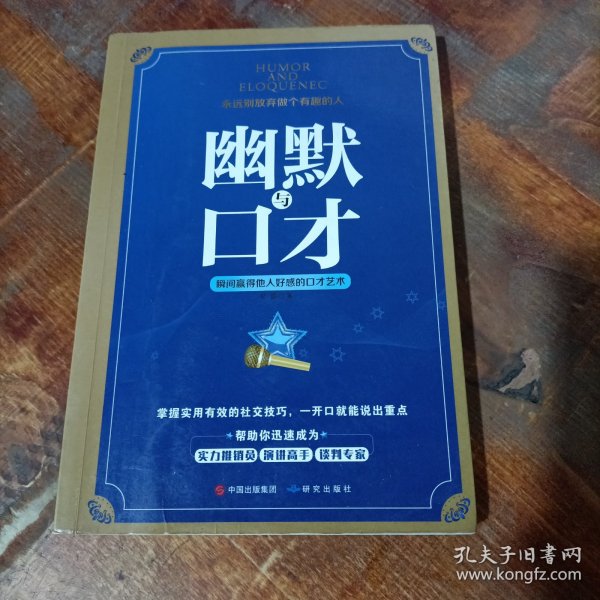 HUMOR
AND
ELOQUENEC
永远别放弃做个有趣的人
幽默
与
口才
瞬间赢得他人好感的口才艺术
掌握实用有效的社交技巧，一开口就能说出重点
帮助你迅速成为
实力推销员 演讲高手 谈判专家
中国出版集团 研究出版社
孔夫子旧书网
www.kongfz.com